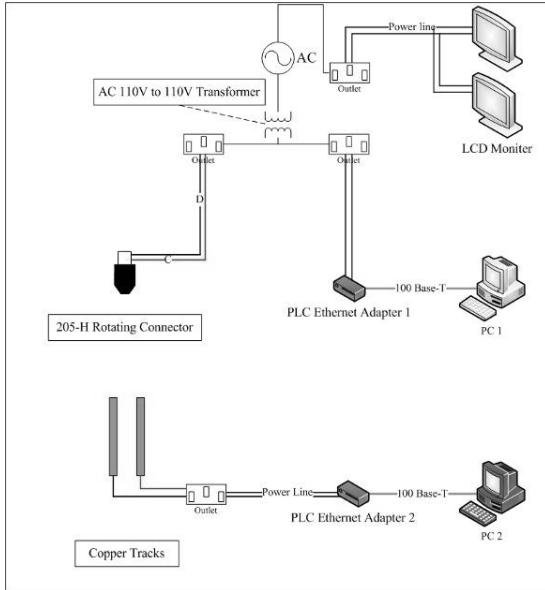 Power line
AC
Outlet
AC 110V to 110V Transformer
LCD Moniter
Outlet
Outlet
D
C
100 Base-T
PLC Ethernet Adapter 1
PC 1
205-H Rotating Connector
Power Line
100 Base-T
Outlet
PLC Ethernet Adapter 2
PC 2
Copper Tracks